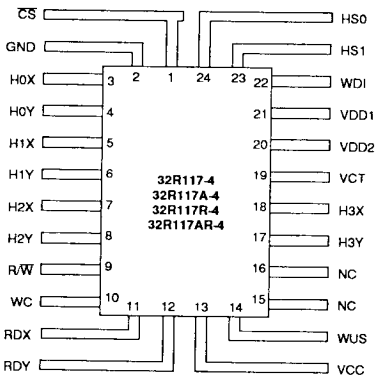 C̅S̅ HS0
GND HS1
2 1 24 23
H0X 3 22 WDI
H0Y 4 21 VDD1
H1X 5 20 VDD2
H1Y 6 19 VCT
H2X 7 18 H3X
H2Y 8 17 H3Y
R/W̅ 9 16 NC
WC 10 15 NC
32R117-4
32R117A-4
32R117R-4
32R117AR-4
11 12 13 14
RDX WUS
RDY VCC